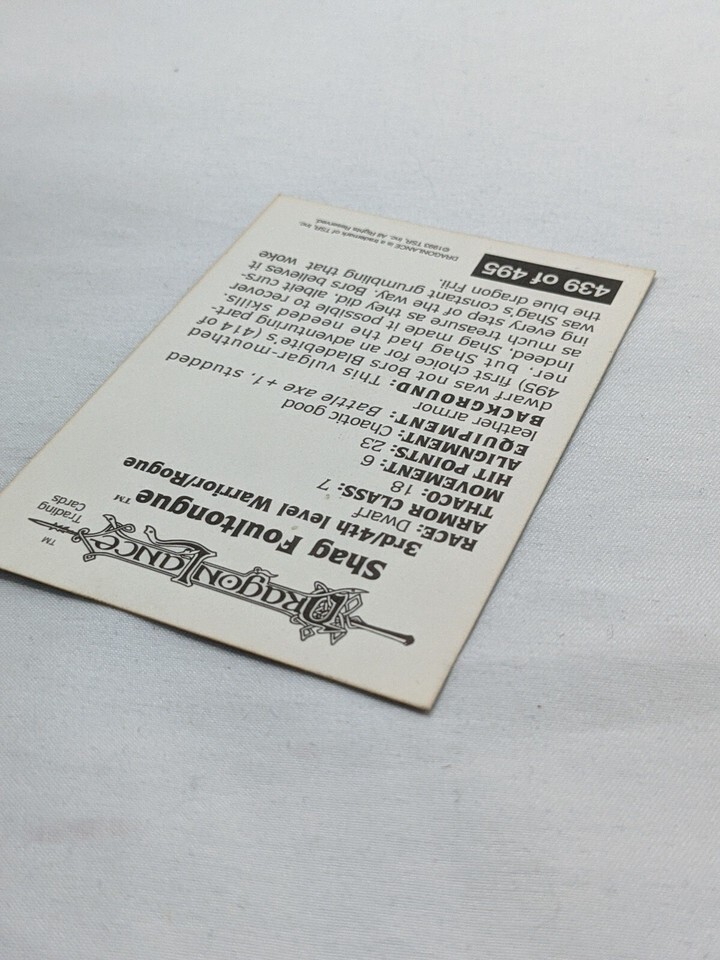 DRAGONLANCE™
Trading
Cards
Shag Foultongue™
3rd/4th level Warrior/Rogue
RACE: Dwarf
ARMOR CLASS: 7
THACO: 18
MOVEMENT: 6
HIT POINTS: 23
ALIGNMENT: Chaotic good
EQUIPMENT: Battle axe +1, studded
leather armor
BACKGROUND: This vulgar-mouthed
dwarf was not Bors Bladebite's (414 of
495) first choice for an adventuring part-
ner, but Shag had the needed skills.
Indeed, Shag made it possible to recover
as much treasure as they did, albeit curs-
ing every step of the way. Bors believes it
was Shag's constant grumbling that woke
the blue dragon Fril.
439 of 495
DRAGONLANCE is a trademark of TSR, Inc.
©1993 TSR, Inc. All Rights Reserved.